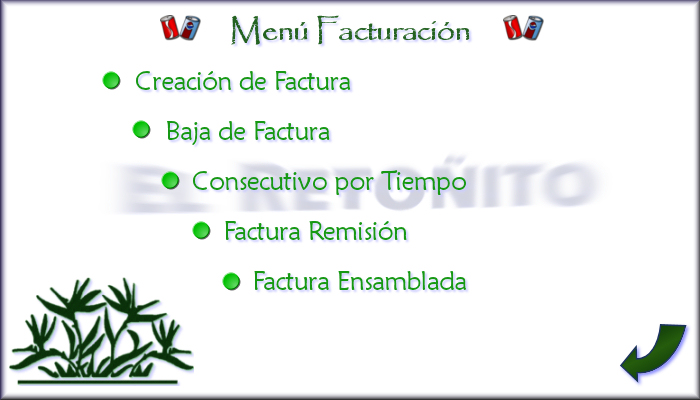 Menú Facturación
Creación de Factura
Baja de Factura
EL RETOÑITO
Consecutivo por Tiempo
Factura Remisión
Factura Ensamblada